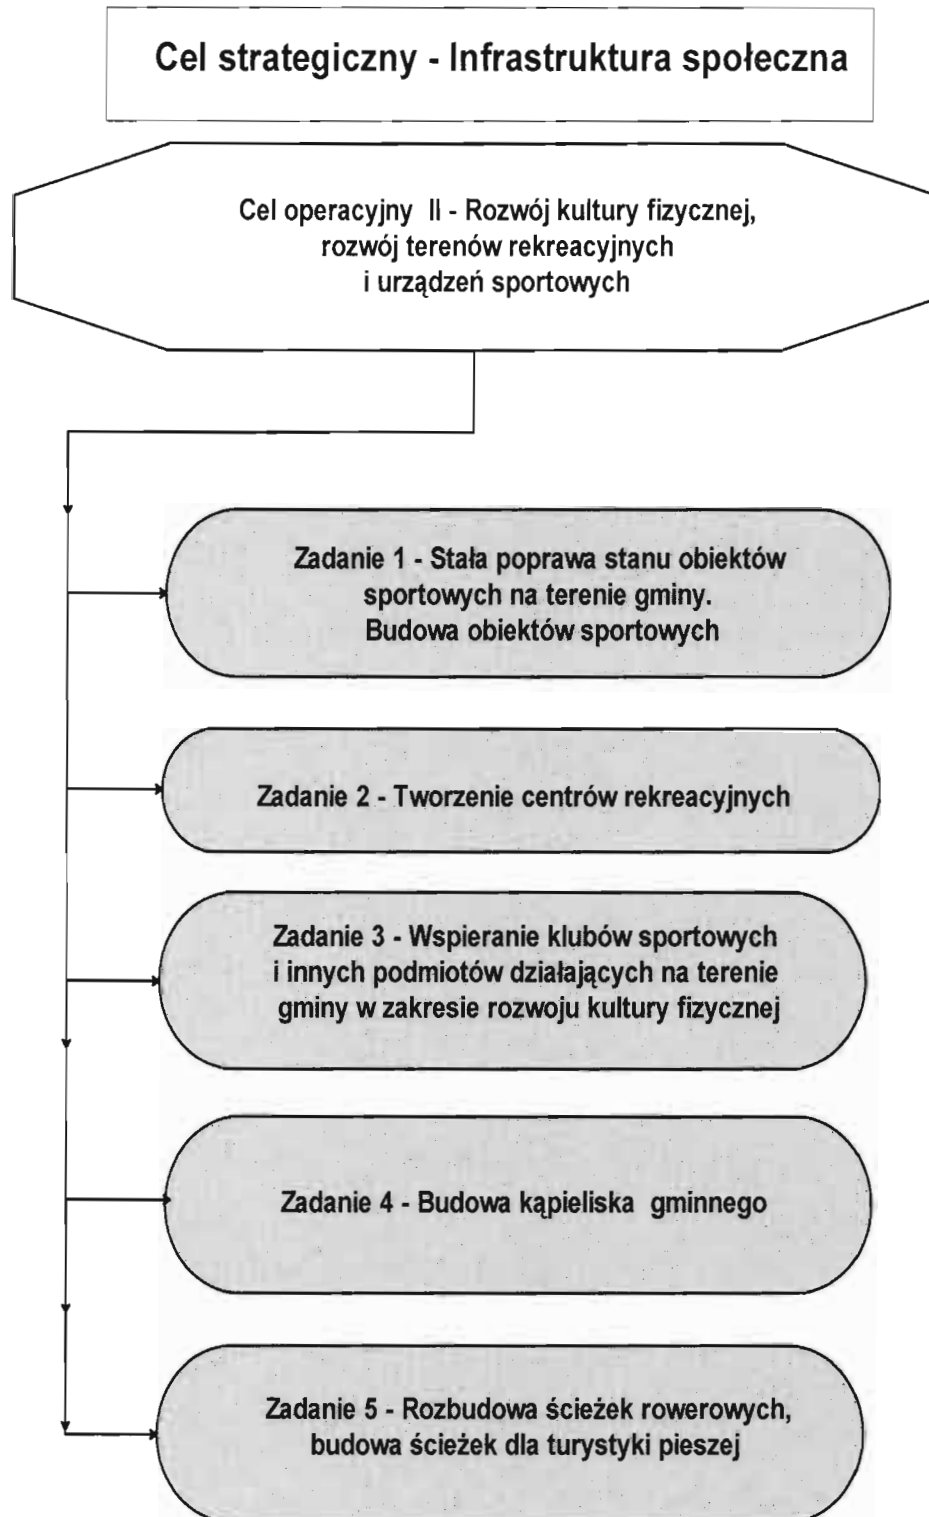 Cel strategiczny - Infrastruktura społeczna
Cel operacyjny II - Rozwój kultury fizycznej,
rozwój terenów rekreacyjnych
i urządzeń sportowych
Zadanie 1 - Stała poprawa stanu obiektów
sportowych na terenie gminy.
Budowa obiektów sportowych
Zadanie 2 - Tworzenie centrów rekreacyjnych
Zadanie 3 - Wspieranie klubów sportowych
i innych podmiotów działających na terenie
gminy w zakresie rozwoju kultury fizycznej
Zadanie 4 - Budowa kąpieliska gminnego
Zadanie 5 - Rozbudowa ścieżek rowerowych,
budowa ścieżek dla turystyki pieszej